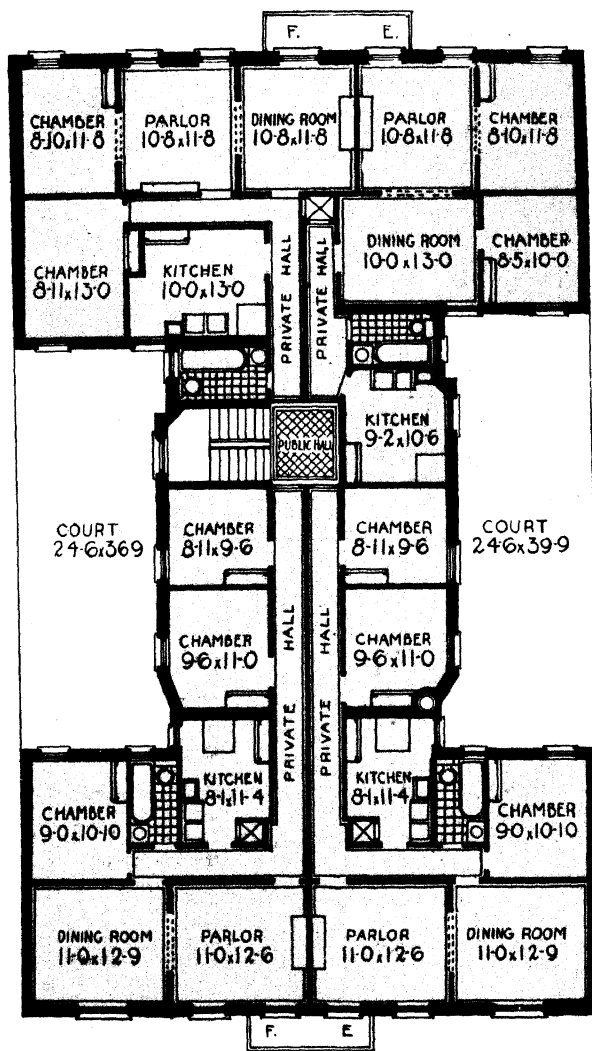 F. E.
CHAMBER
8-10x11-8
PARLOR
10-8x11-8
DINING ROOM
10-8x11-8
PARLOR
10-8x11-8
CHAMBER
8-10x11-8
CHAMBER
8-11x13-0
KITCHEN
10-0x13-0
PRIVATE HALL
PRIVATE HALL
DINING ROOM
10-0x13-0
CHAMBER
8-5x10-0
KITCHEN
9-2x10-6
PUBLIC HALL
COURT
24-6x369
CHAMBER
8-11x9-6
CHAMBER
8-11x9-6
COURT
24-6x39-9
CHAMBER
9-6x11-0
PRIVATE HALL
PRIVATE HALL
CHAMBER
9-6x11-0
KITCHEN
8-1x11-4
KITCHEN
8-1x11-4
CHAMBER
9-0x10-10
CHAMBER
9-0x10-10
DINING ROOM
11-0x12-9
PARLOR
11-0x12-6
PARLOR
11-0x12-6
DINING ROOM
11-0x12-9
F. E